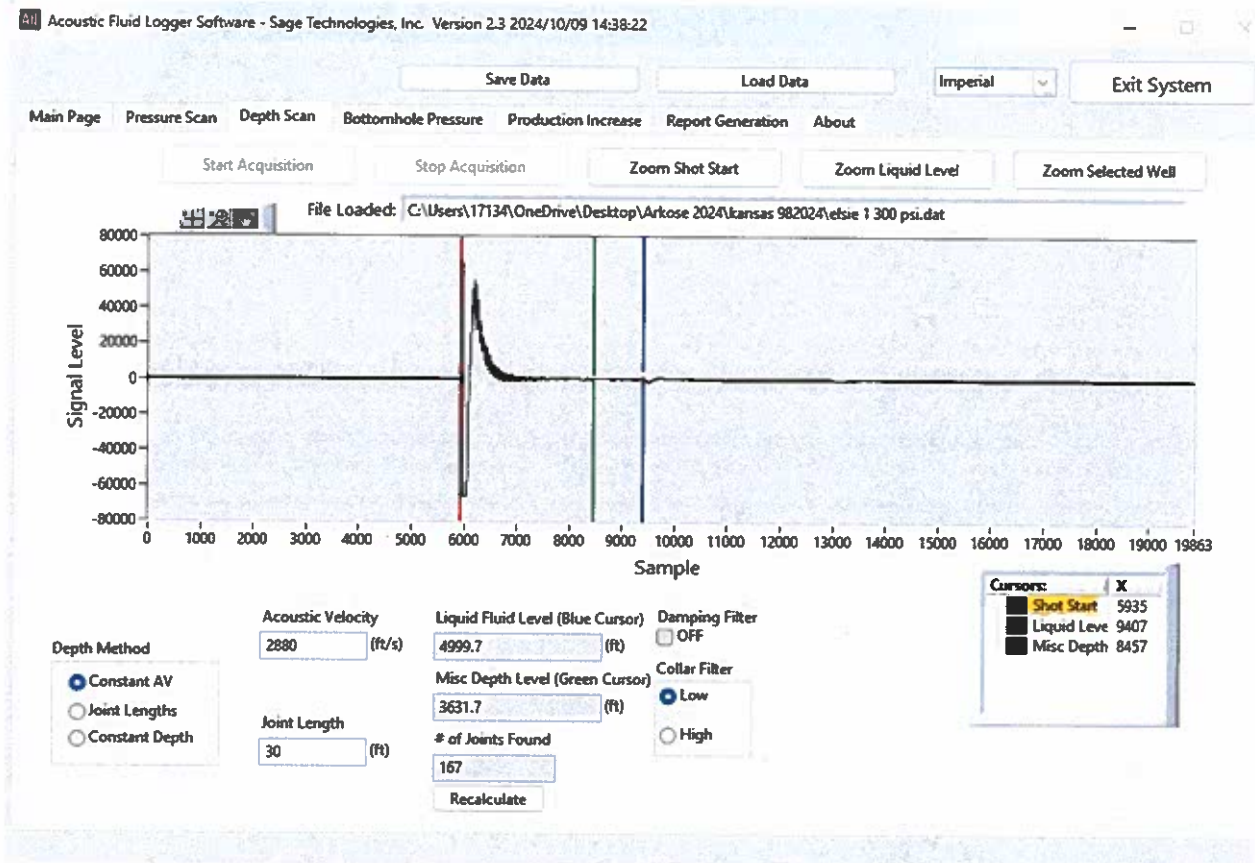 Acoustic Fluid Logger Software - Sage Technologies, Inc. Version 2.3 2024/10/09 14:38:22
Save Data Load Data Imperial Exit System
Main Page Pressure Scan Depth Scan Bottomhole Pressure Production Increase Report Generation About
Start Acquisition Stop Acquisition Zoom Shot Start Zoom Liquid Level Zoom Selected Well
File Loaded: C:\Users\17134\OneDrive\Desktop\Arkose 2024\kansas 982024\elsie 1 300 psi.dat
80000
60000
40000
20000
0
-20000
-40000
-60000
-80000
Signal Level
0 1000 2000 3000 4000 5000 6000 7000 8000 9000 10000 11000 12000 13000 14000 15000 16000 17000 18000 19000 19863
Sample
Cursors: X
Shot Start 5935
Liquid Leve 9407
Misc Depth 8457
Depth Method
Constant AV
Joint Lengths
Constant Depth
Acoustic Velocity
2880 (ft/s)
Joint Length
30 (ft)
Liquid Fluid Level (Blue Cursor)
4999.7 (ft)
Misc Depth Level (Green Cursor)
3631.7 (ft)
# of Joints Found
167
Recalculate
Damping Filter
OFF
Collar Filter
Low
High